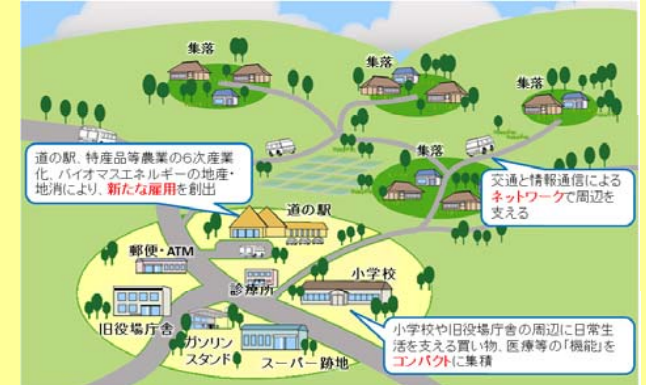 集落
集落
集落
集落
道の駅、特産品等農業の6次産業
化、バイオマスエネルギーの地産・
地消により、新たな雇用を創出
交通と情報通信による
ネットワークで周辺を
支える
道の駅
郵便・ATM
小学校
診療所
旧役場庁舎
ガソリン
スタンド
スーパー跡地
小学校や旧役場庁舎の周辺に日常生
活を支える買い物、医療等の「機能」を
コンパクトに集積